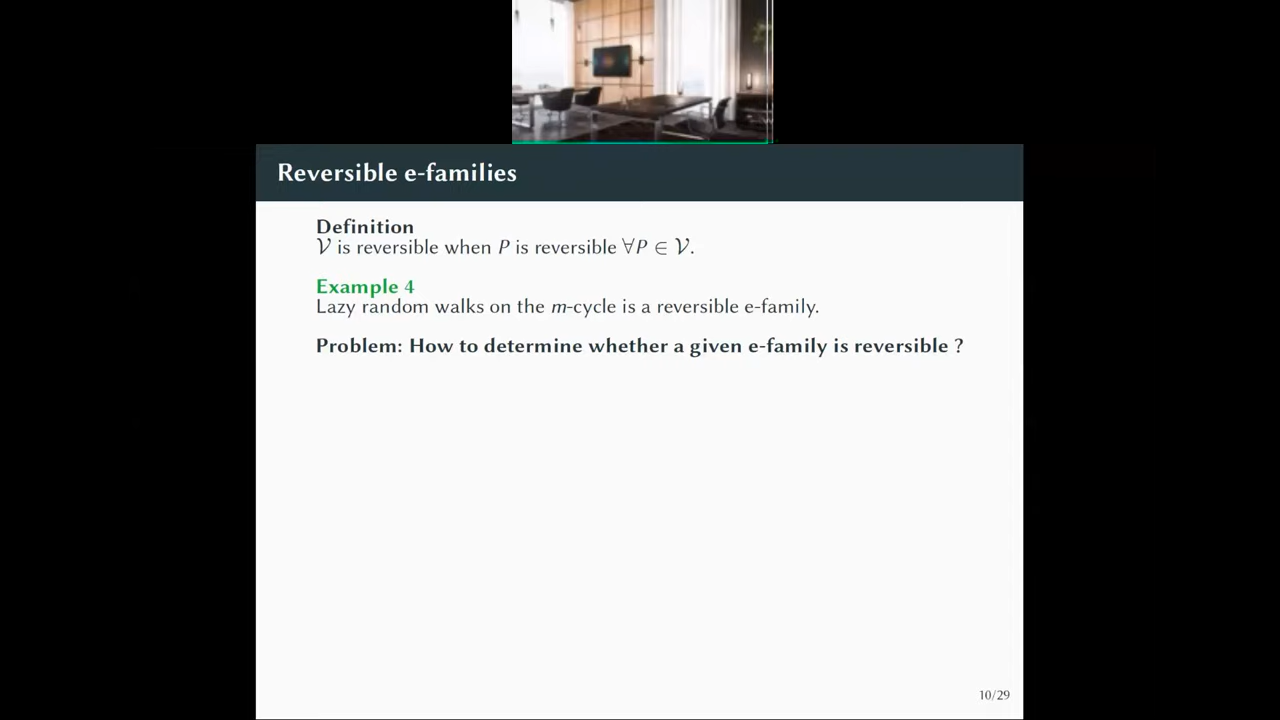 Reversible e-families
Definition
𝒱 is reversible when P is reversible ∀P ∈ 𝒱.
Example 4
Lazy random walks on the m-cycle is a reversible e-family.
Problem: How to determine whether a given e-family is reversible ?
10/29